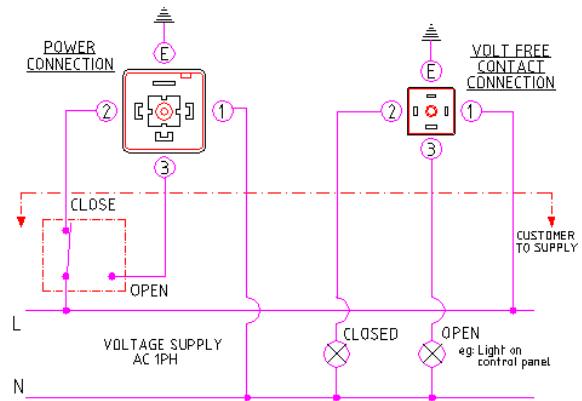 POWER
CONNECTION
E
2
1
3
VOLT FREE
CONTACT
CONNECTION
E
2
1
3
CLOSE
OPEN
CUSTOMER
TO SUPPLY
L
VOLTAGE SUPPLY
AC 1PH
CLOSED
OPEN
eg: Light on
control panel
N